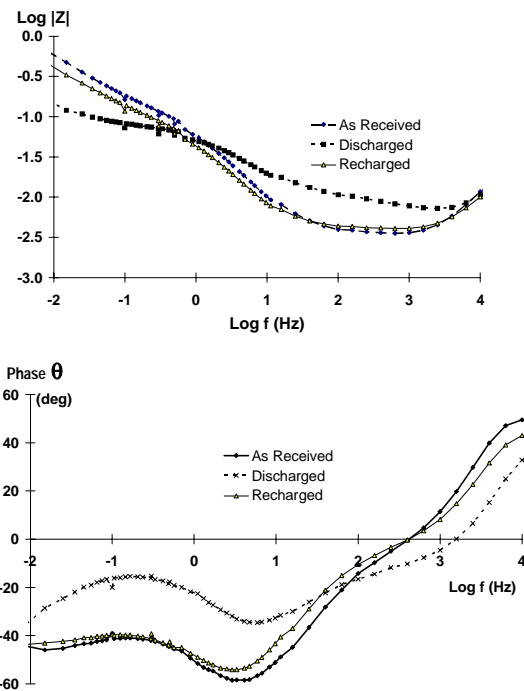 Log |Z|
0.0
-0.5
-1.0
-1.5
-2.0
-2.5
-3.0
As Received
Discharged
Recharged
-2 -1 0 1 2 3 4
Log f (Hz)
Phase θ
(deg)
60
40
20
0
-20
-40
-60
As Received
Discharged
Recharged
-2 -1 0 1 2 3 4
Log f (Hz)